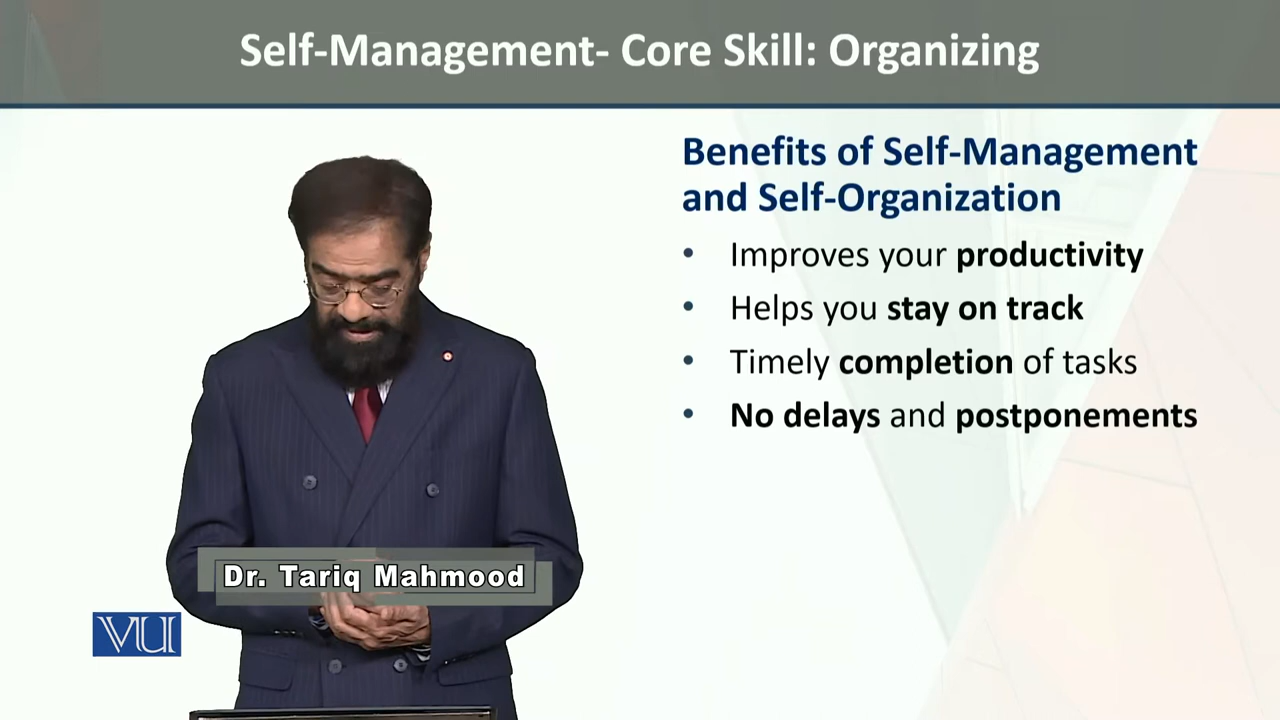 Self-Management- Core Skill: Organizing
Benefits of Self-Management
and Self-Organization
• Improves your productivity
• Helps you stay on track
• Timely completion of tasks
• No delays and postponements
Dr. Tariq Mahmood
VU